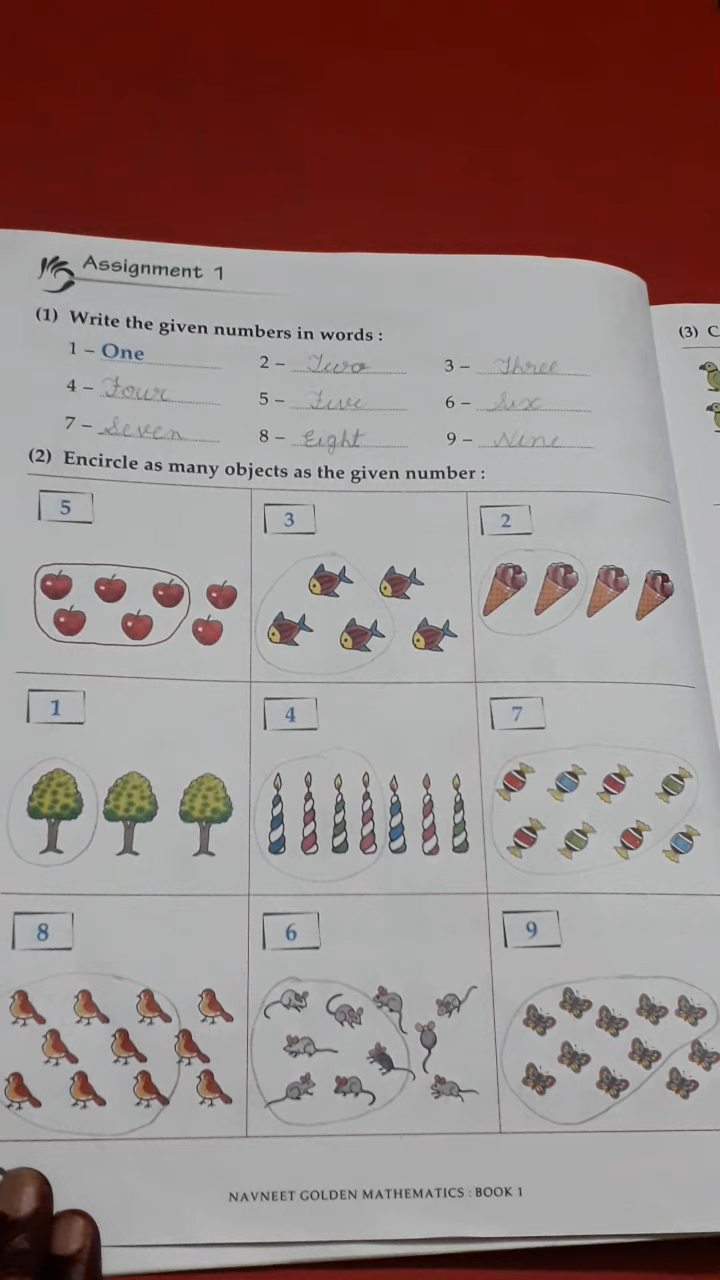 Assignment 1
(1) Write the given numbers in words :
(3) C
1 – One 2 – Two 3 – Three
4 – Four 5 – Five 6 – Six
7 – Seven 8 – Eight 9 – Nine
(2) Encircle as many objects as the given number :
5 3 2
1 4 7
8 6 9
NAVNEET GOLDEN MATHEMATICS : BOOK 1